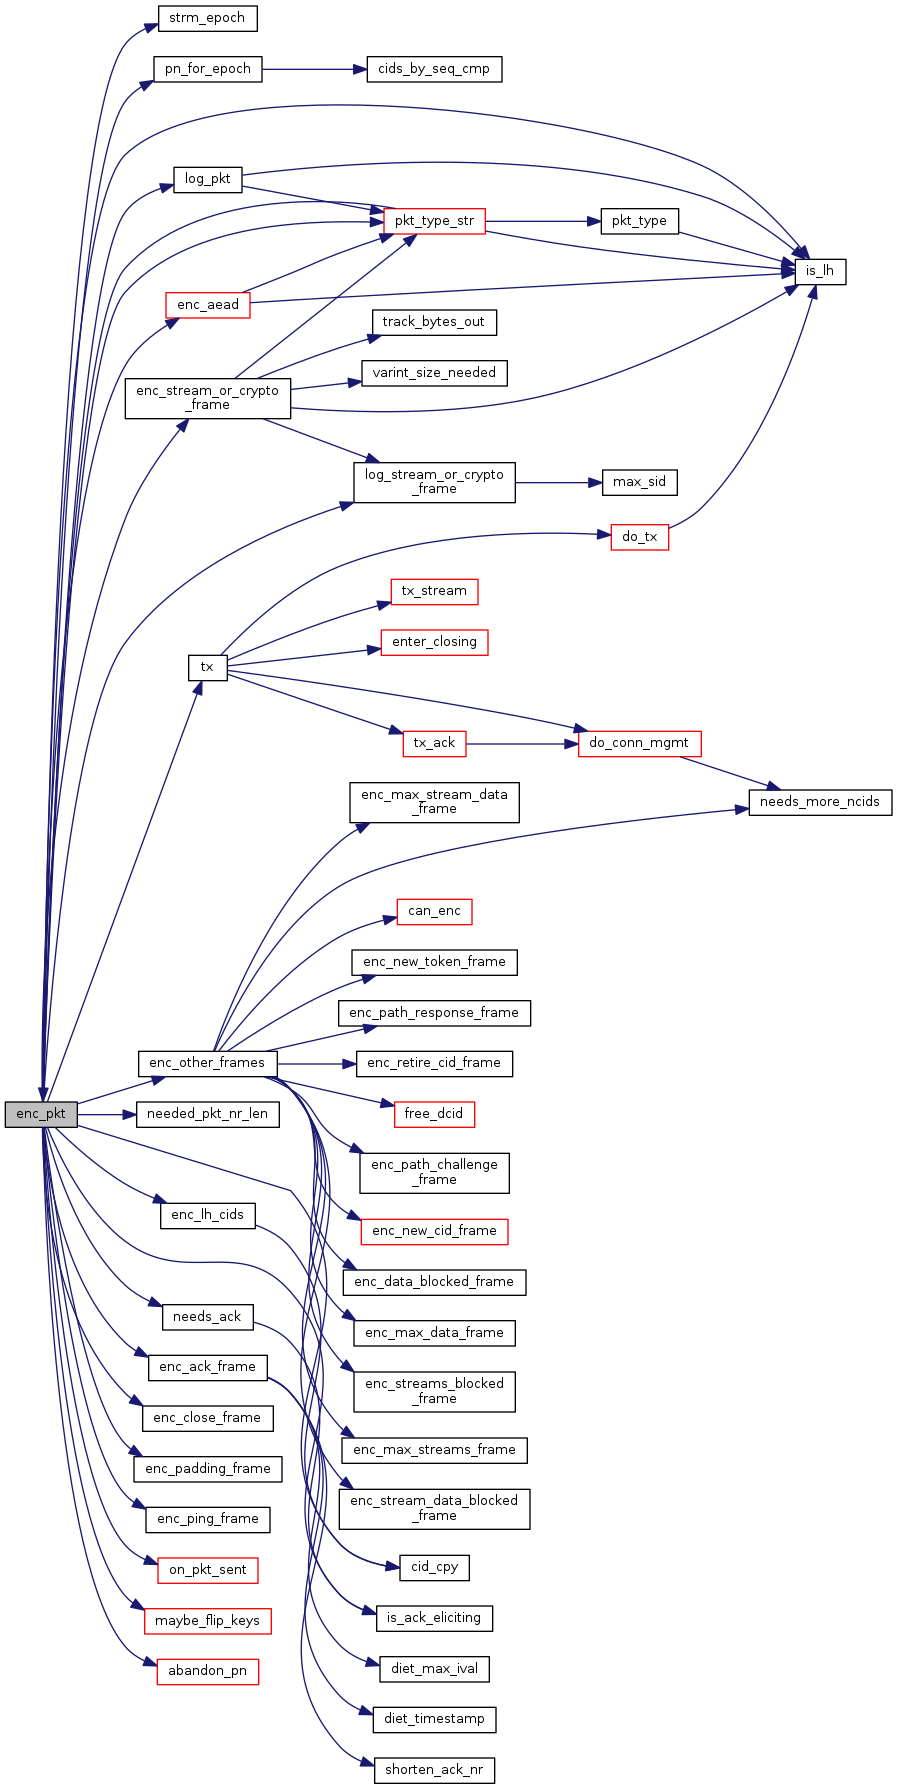 strm_epoch
pn_for_epoch
cids_by_seq_cmp
log_pkt
pkt_type_str
pkt_type
is_lh
enc_aead
track_bytes_out
varint_size_needed
enc_stream_or_crypto
_frame
log_stream_or_crypto
_frame
max_sid
do_tx
tx_stream
enter_closing
tx
tx_ack
do_conn_mgmt
enc_max_stream_data
_frame
needs_more_ncids
can_enc
enc_new_token_frame
enc_path_response_frame
enc_other_frames
enc_retire_cid_frame
enc_pkt
needed_pkt_nr_len
free_dcid
enc_path_challenge
_frame
enc_lh_cids
enc_new_cid_frame
enc_data_blocked_frame
needs_ack
enc_max_data_frame
enc_ack_frame
enc_streams_blocked
_frame
enc_close_frame
enc_max_streams_frame
enc_padding_frame
enc_stream_data_blocked
_frame
enc_ping_frame
on_pkt_sent
cid_cpy
maybe_flip_keys
is_ack_eliciting
abandon_pn
diet_max_ival
diet_timestamp
shorten_ack_nr